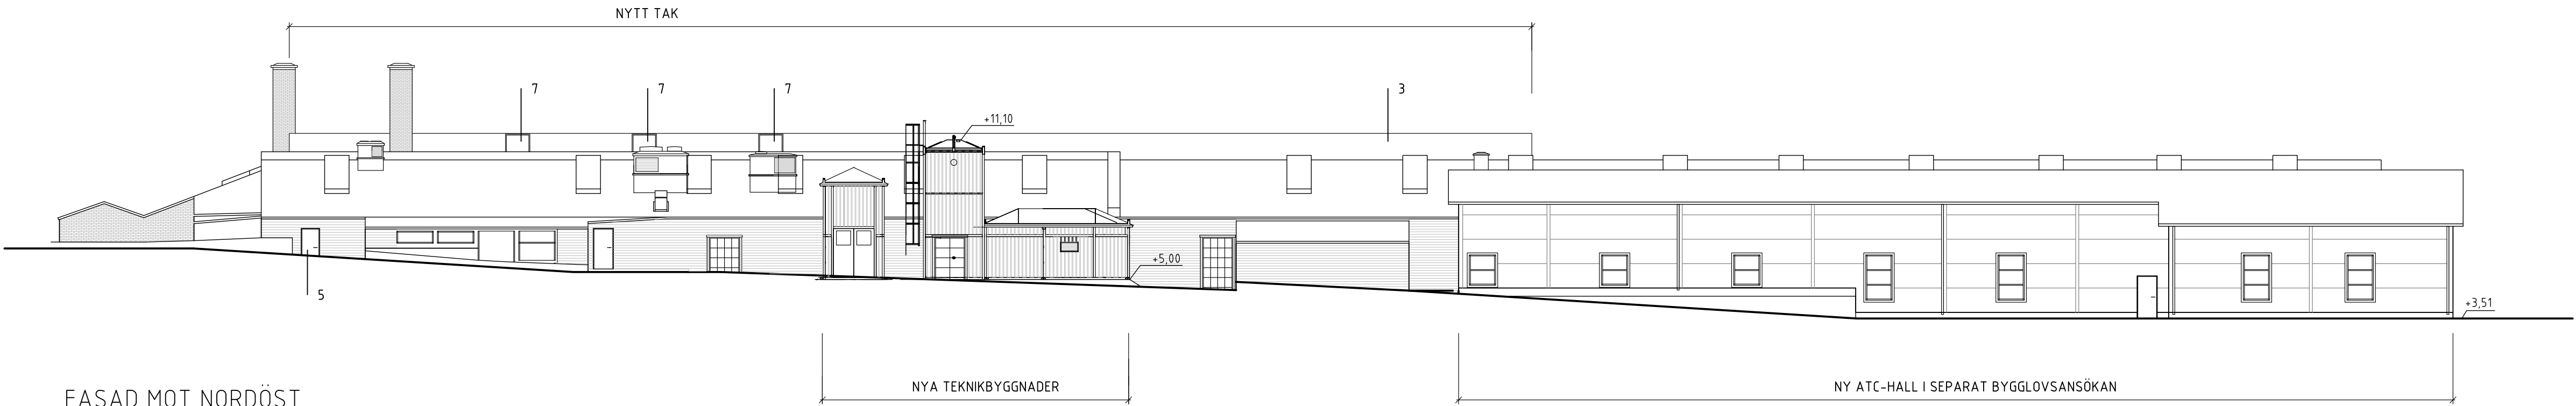 NYTT TAK
7
7
7
3
+11,10
+5,00
5
+3,51
NYA TEKNIKBYGGNADER
NY ATC-HALL I SEPARAT BYGGLOVSANSÖKAN
FASAD MOT NORDÖST